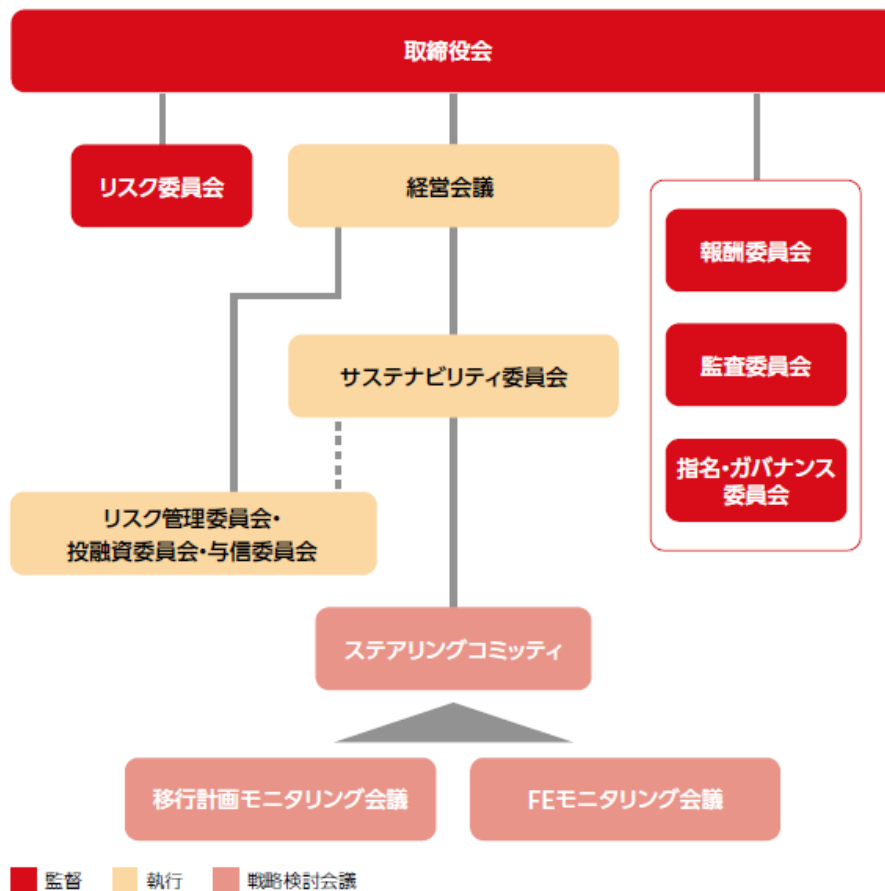 取締役会
リスク委員会
経営会議
報酬委員会
サステナビリティ委員会
監査委員会
指名・ガバナンス
委員会
リスク管理委員会・
投融資委員会・与信委員会
ステアリングコミッティ
移行計画モニタリング会議
FEモニタリング会議
監督
執行
戦略検討会議